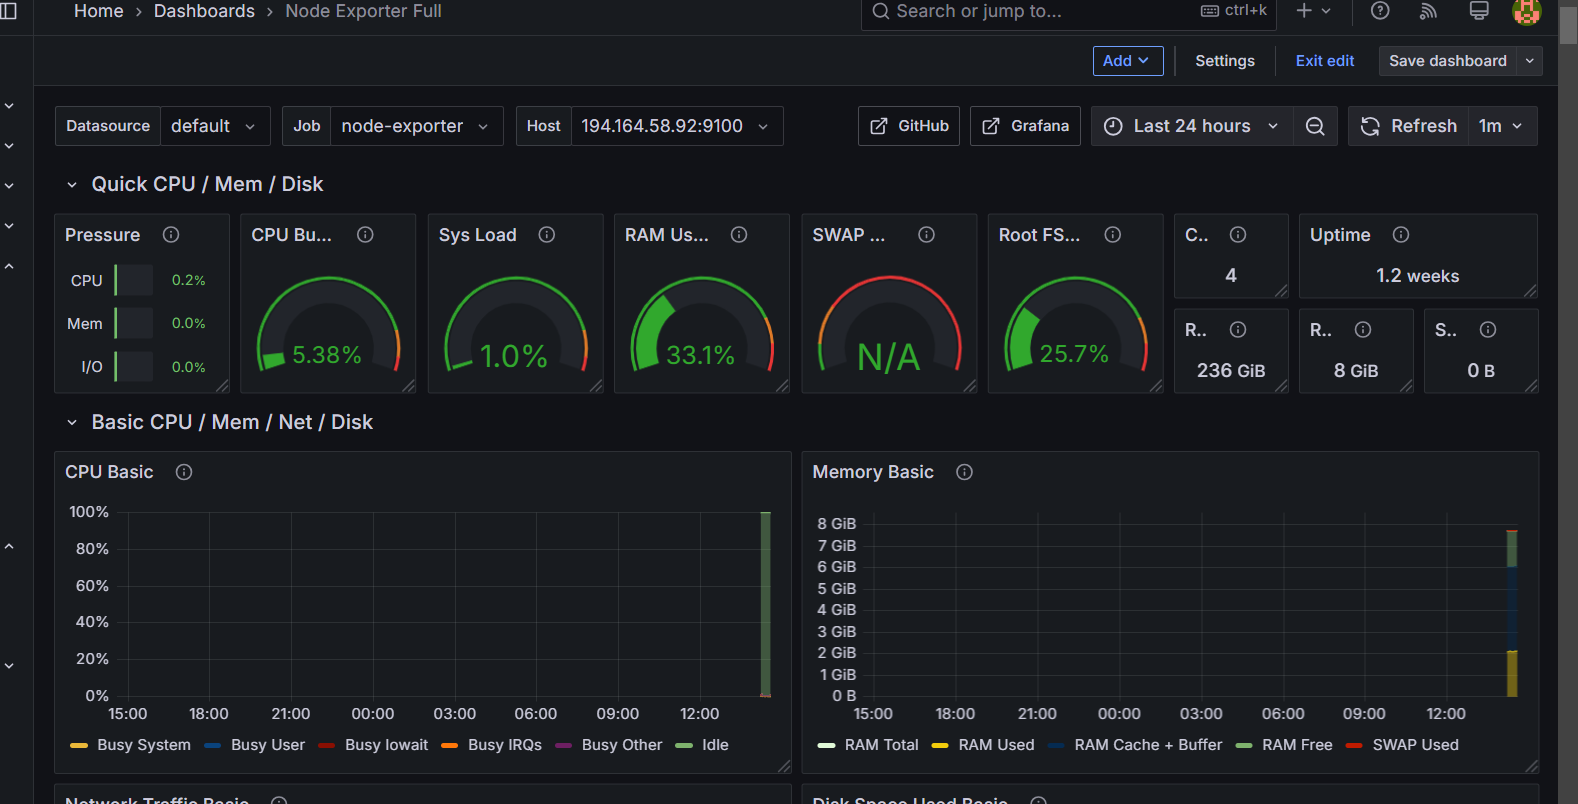 Home › Dashboards › Node Exporter Full
Search or jump to... ctrl+k
Add Settings Exit edit Save dashboard
Datasource default Job node-exporter Host 194.164.58.92:9100 GitHub Grafana Last 24 hours Refresh 1m
Quick CPU / Mem / Disk
Pressure
CPU 0.2%
Mem 0.0%
I/O 0.0%
CPU Bu...
5.38%
Sys Load
1.0%
RAM Us...
33.1%
SWAP ...
N/A
Root FS...
25.7%
C..
4
Uptime
1.2 weeks
R..
236 GiB
R..
8 GiB
S..
0 B
Basic CPU / Mem / Net / Disk
CPU Basic
100%
80%
60%
40%
20%
0%
15:00 18:00 21:00 00:00 03:00 06:00 09:00 12:00
Busy System Busy User Busy Iowait Busy IRQs Busy Other Idle
Memory Basic
8 GiB
7 GiB
6 GiB
5 GiB
4 GiB
3 GiB
2 GiB
1 GiB
0 B
15:00 18:00 21:00 00:00 03:00 06:00 09:00 12:00
RAM Total RAM Used RAM Cache + Buffer RAM Free SWAP Used
Network Traffic Basic
Disk Space Used Basic